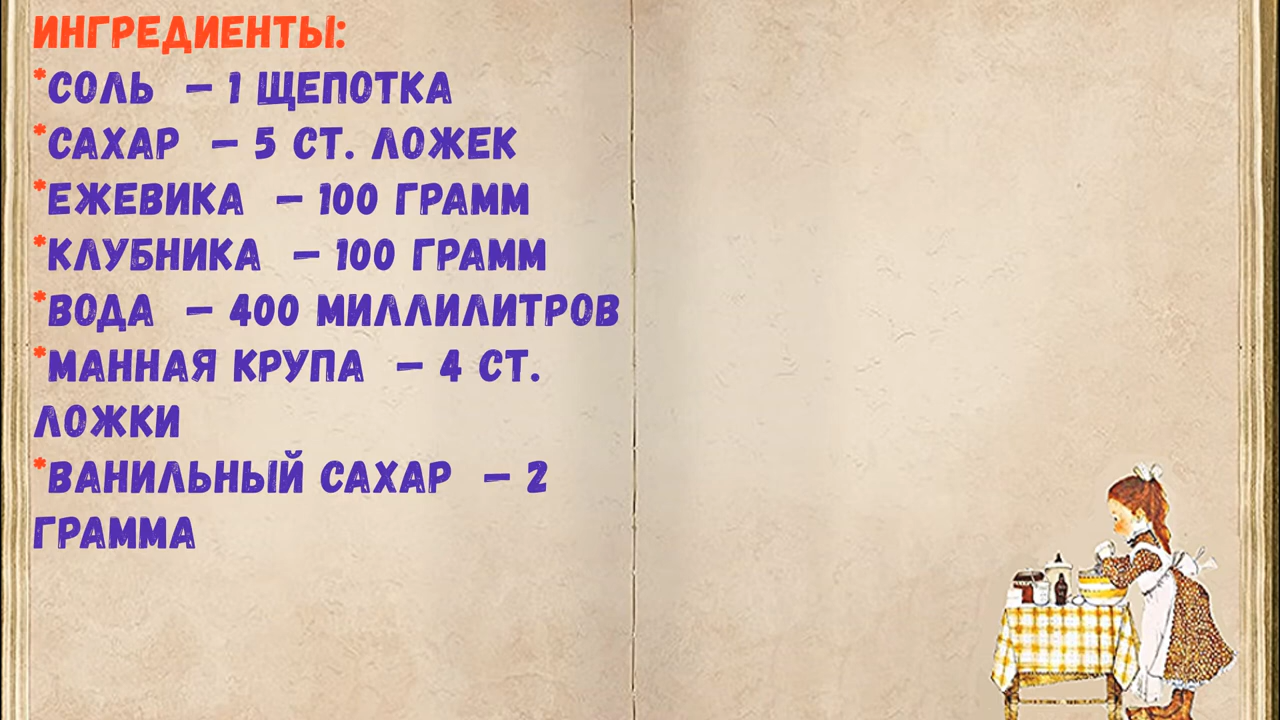 ИНГРЕДИЕНТЫ:
*СОЛЬ – 1 ЩЕПОТКА
*САХАР – 5 СТ. ЛОЖЕК
*ЕЖЕВИКА – 100 ГРАММ
*КЛУБНИКА – 100 ГРАММ
*ВОДА – 400 МИЛЛИЛИТРОВ
*МАННАЯ КРУПА – 4 СТ.
ЛОЖКИ
*ВАНИЛЬНЫЙ САХАР – 2
ГРАММА